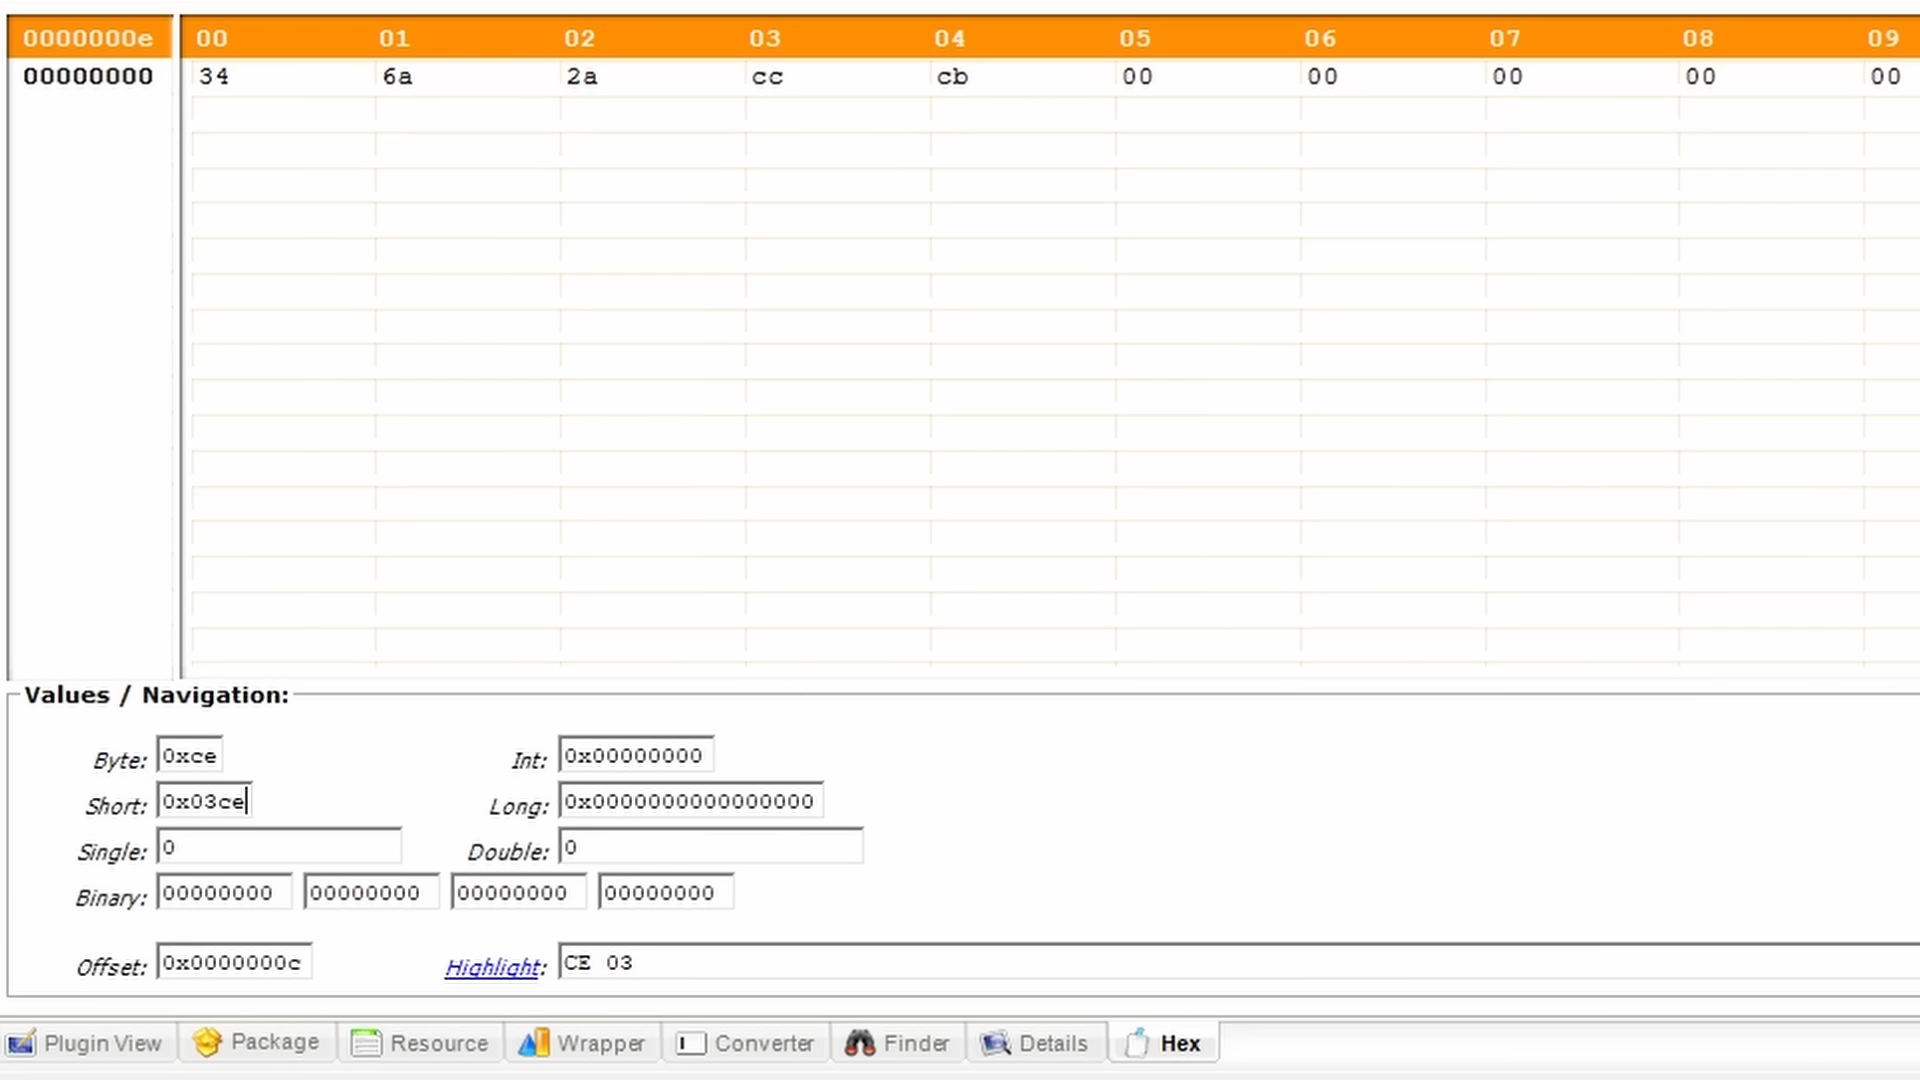 0000000e 00 01 02 03 04 05 06 07 08 09
00000000 34 6a 2a cc cb 00 00 00 00 00
Values / Navigation:
Byte: 0xce Int: 0x00000000
Short: 0x03ce Long: 0x0000000000000000
Single: 0 Double: 0
Binary: 00000000 00000000 00000000 00000000
Offset: 0x0000000c Highlight: CE 03
Plugin View Package Resource Wrapper Converter Finder Details Hex